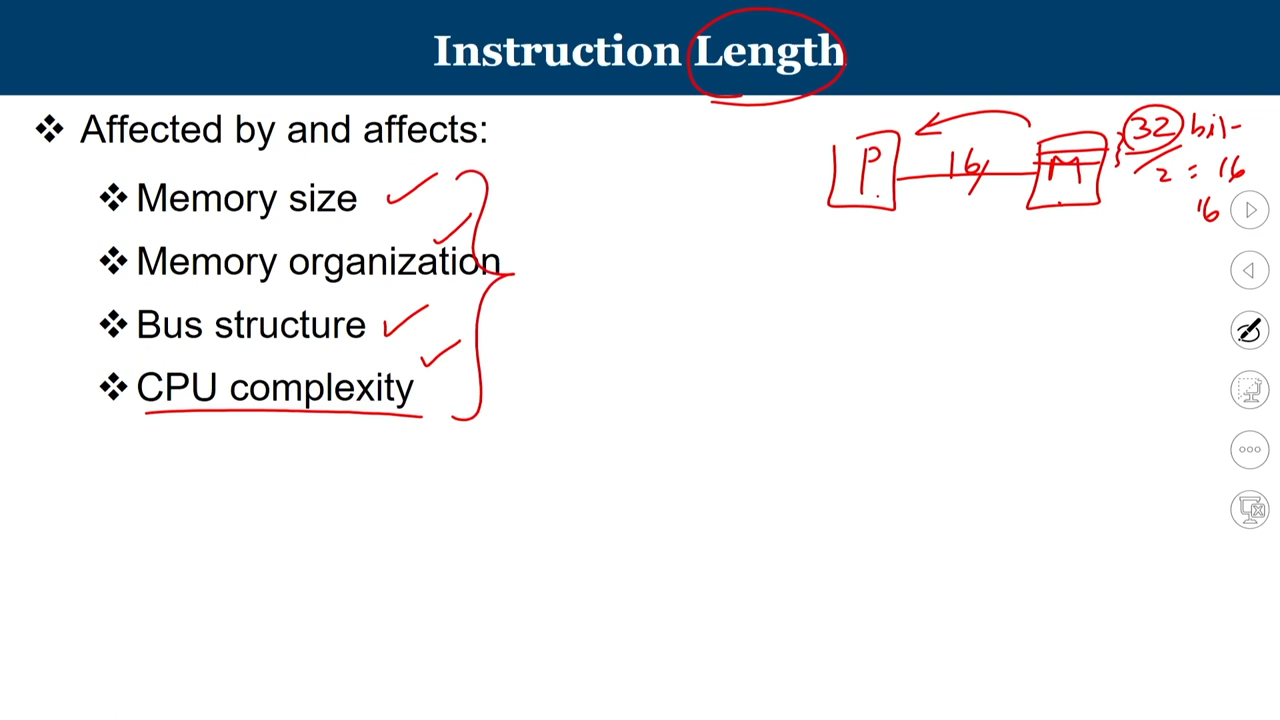 Instruction Length
❖ Affected by and affects:
❖ Memory size
❖ Memory organization
❖ Bus structure
❖ CPU complexity
P 16 M 32 bit
2 = 16
16